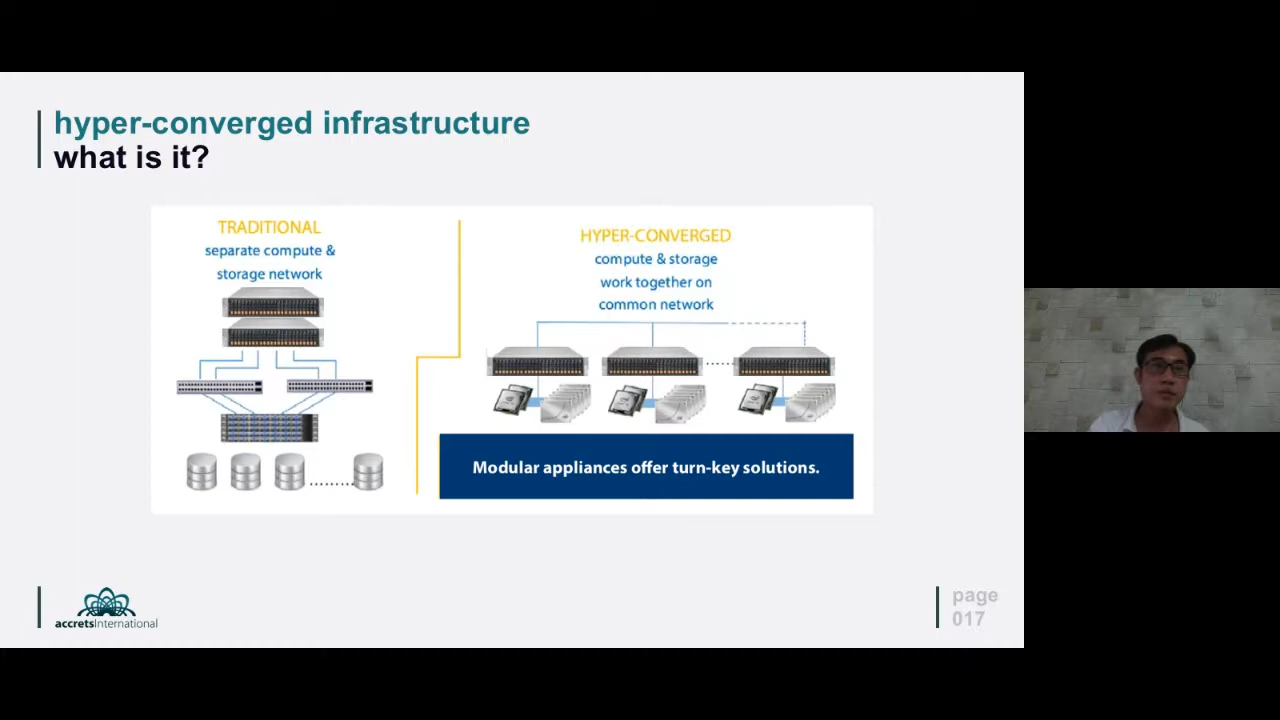 hyper-converged infrastructure
what is it?
TRADITIONAL
separate compute &
storage network
HYPER-CONVERGED
compute & storage
work together on
common network
Modular appliances offer turn-key solutions.
accretsInternational
page
017